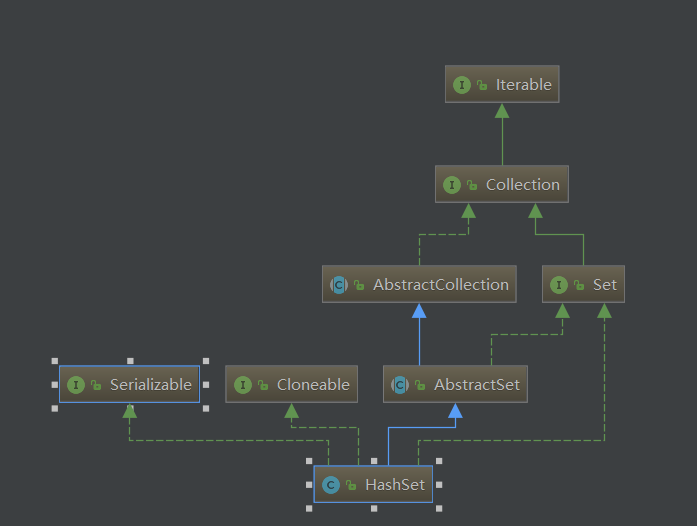 I Iterable
I Collection
C AbstractCollection
I Set
I Serializable
I Cloneable
C AbstractSet
C HashSet